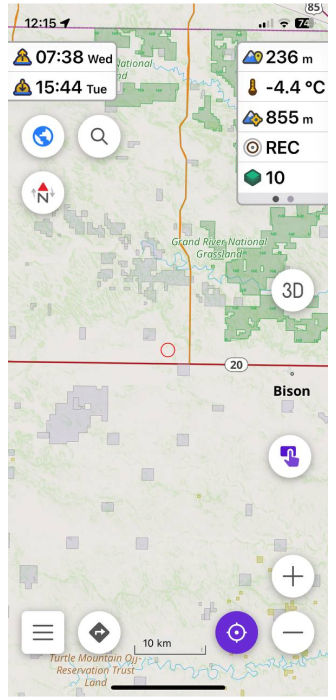 85
12:15
74
07:38 Wed
15:44 Tue
236 m
-4.4 °C
855 m
REC
10
National
nd
N
Grand River National
Grassland
3D
20
Bison
10 km
Turtle Mountain Off-
Reservation Trust
Land